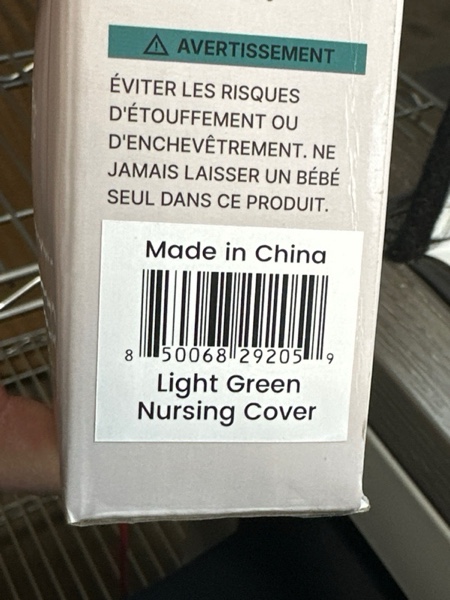 ⚠ AVERTISSEMENT
ÉVITER LES RISQUES
D'ÉTOUFFEMENT OU
D'ENCHEVÊTREMENT. NE
JAMAIS LAISSER UN BÉBÉ
SEUL DANS CE PRODUIT.
Made in China
8 50068 29205 9
Light Green
Nursing Cover